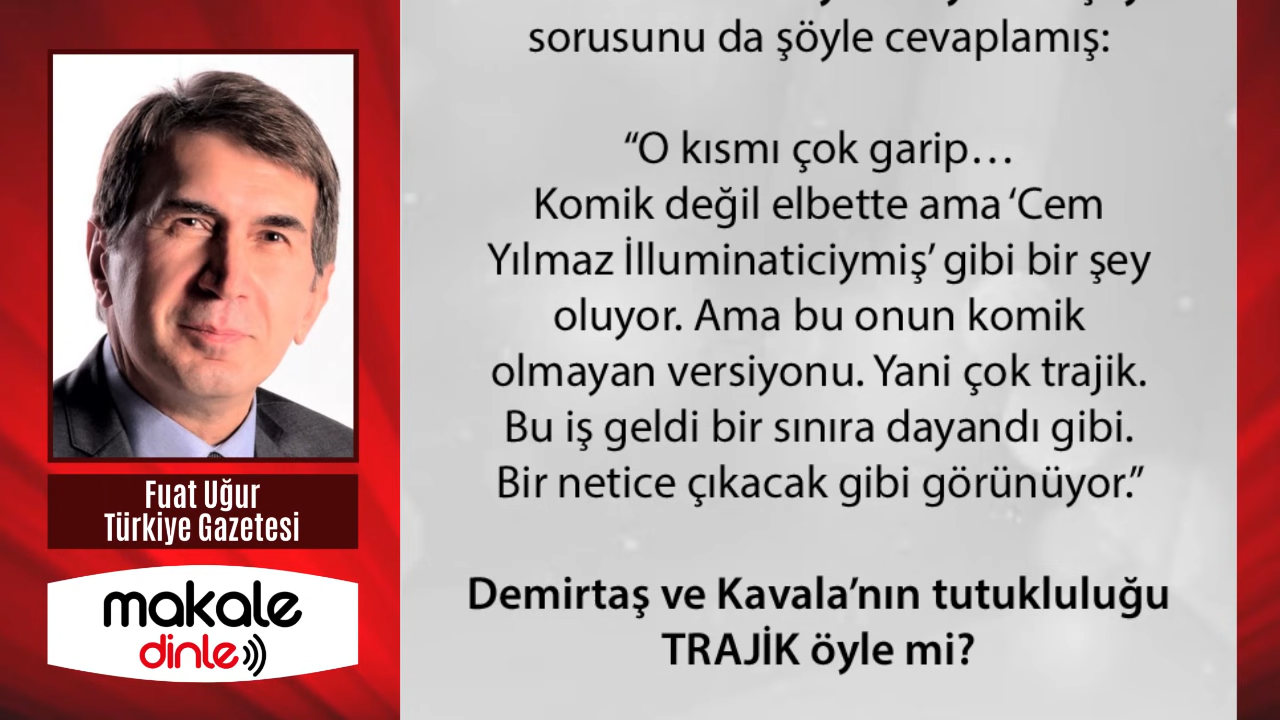 sorusunu da şöyle cevaplamış:
“O kısmı çok garip…
Komik değil elbette ama ‘Cem
Yılmaz İlluminaticiymiş’ gibi bir şey
oluyor. Ama bu onun komik
olmayan versiyonu. Yani çok trajik.
Bu iş geldi bir sınıra dayandı gibi.
Bir netice çıkacak gibi görünüyor.”
Demirtaş ve Kavala’nın tutukluluğu
TRAJİK öyle mi?
Fuat Uğur
Türkiye Gazetesi
makale
dinle